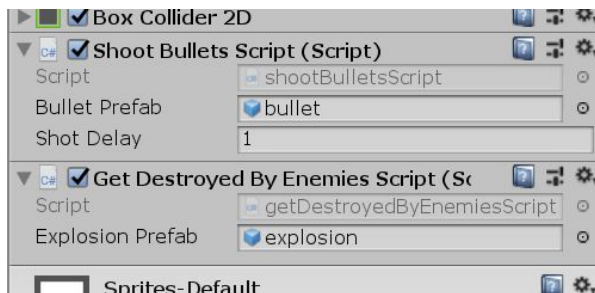 Box Collider 2D
C# Shoot Bullets Script (Script)
Script shootBulletsScript
Bullet Prefab bullet
Shot Delay 1
C# Get Destroyed By Enemies Script (Sc
Script getDestroyedByEnemiesScript
Explosion Prefab explosion
Sprites-Default